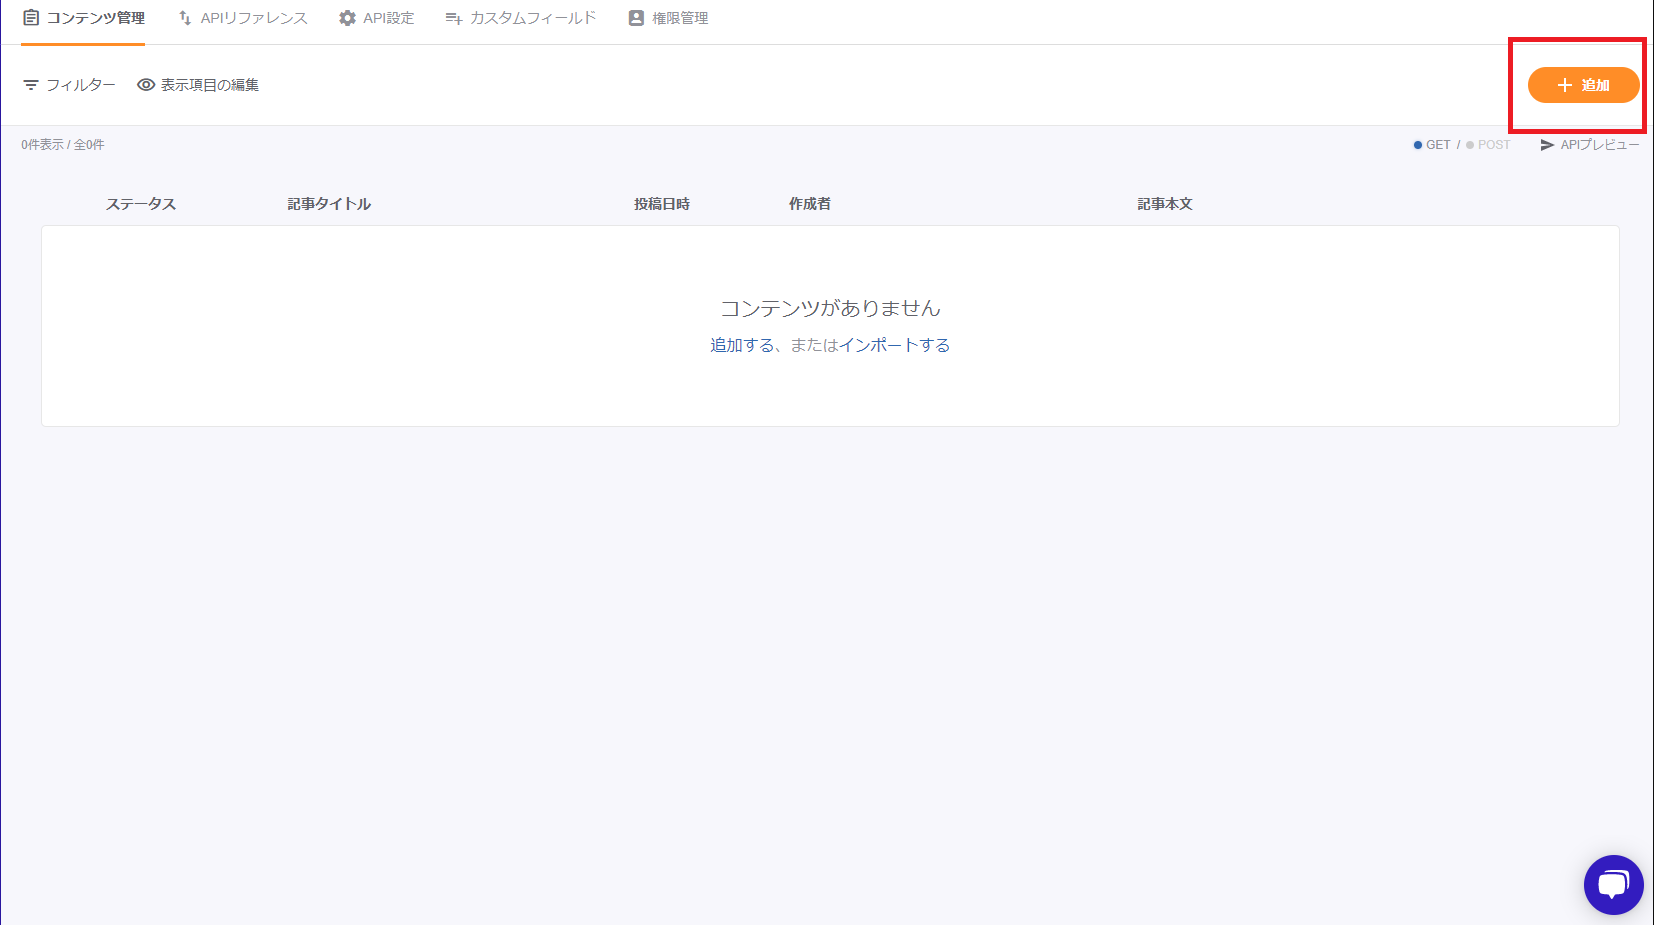 コンテンツ管理 APIリファレンス API設定 カスタムフィールド 権限管理
フィルター 表示項目の編集 追加
0件表示 / 全0件 GET / POST APIプレビュー
ステータス 記事タイトル 投稿日時 作成者 記事本文
コンテンツがありません
追加する、またはインポートする